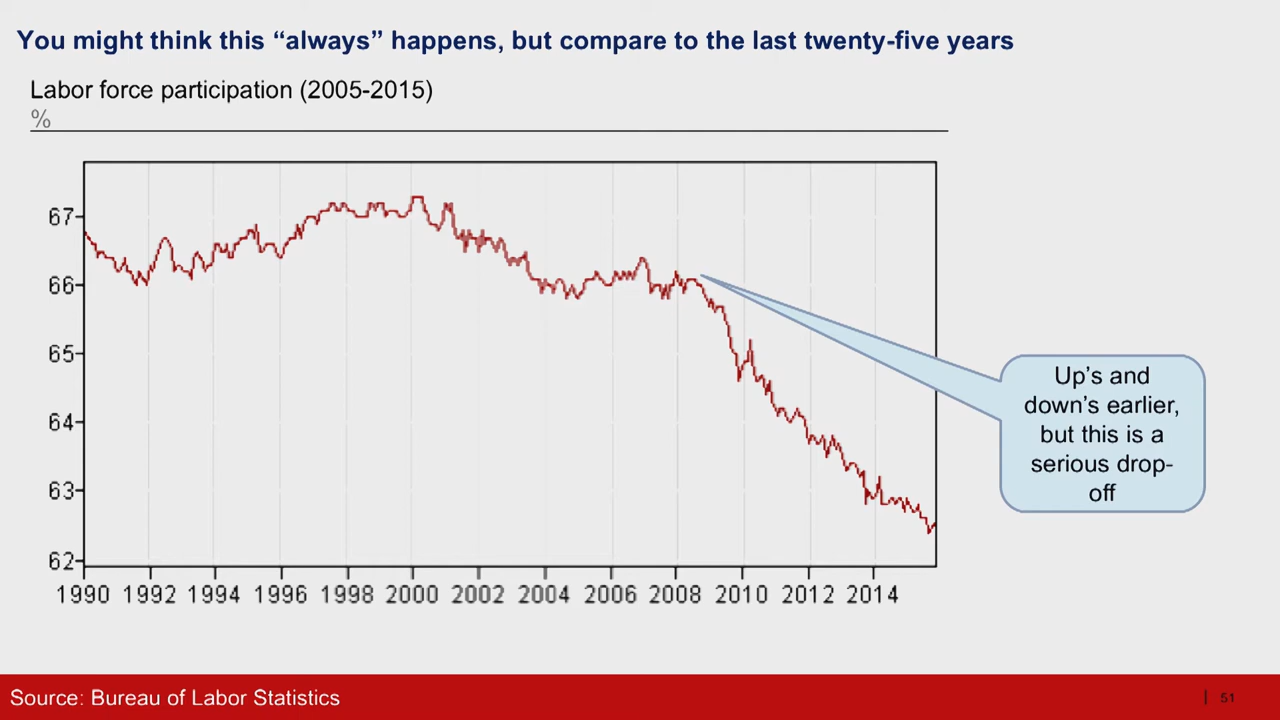 You might think this “always” happens, but compare to the last twenty-five years
Labor force participation (2005-2015)
%
67
66
65
64
63
62
1990 1992 1994 1996 1998 2000 2002 2004 2006 2008 2010 2012 2014
Up’s and
down’s earlier,
but this is a
serious drop-
off
Source: Bureau of Labor Statistics
| 51